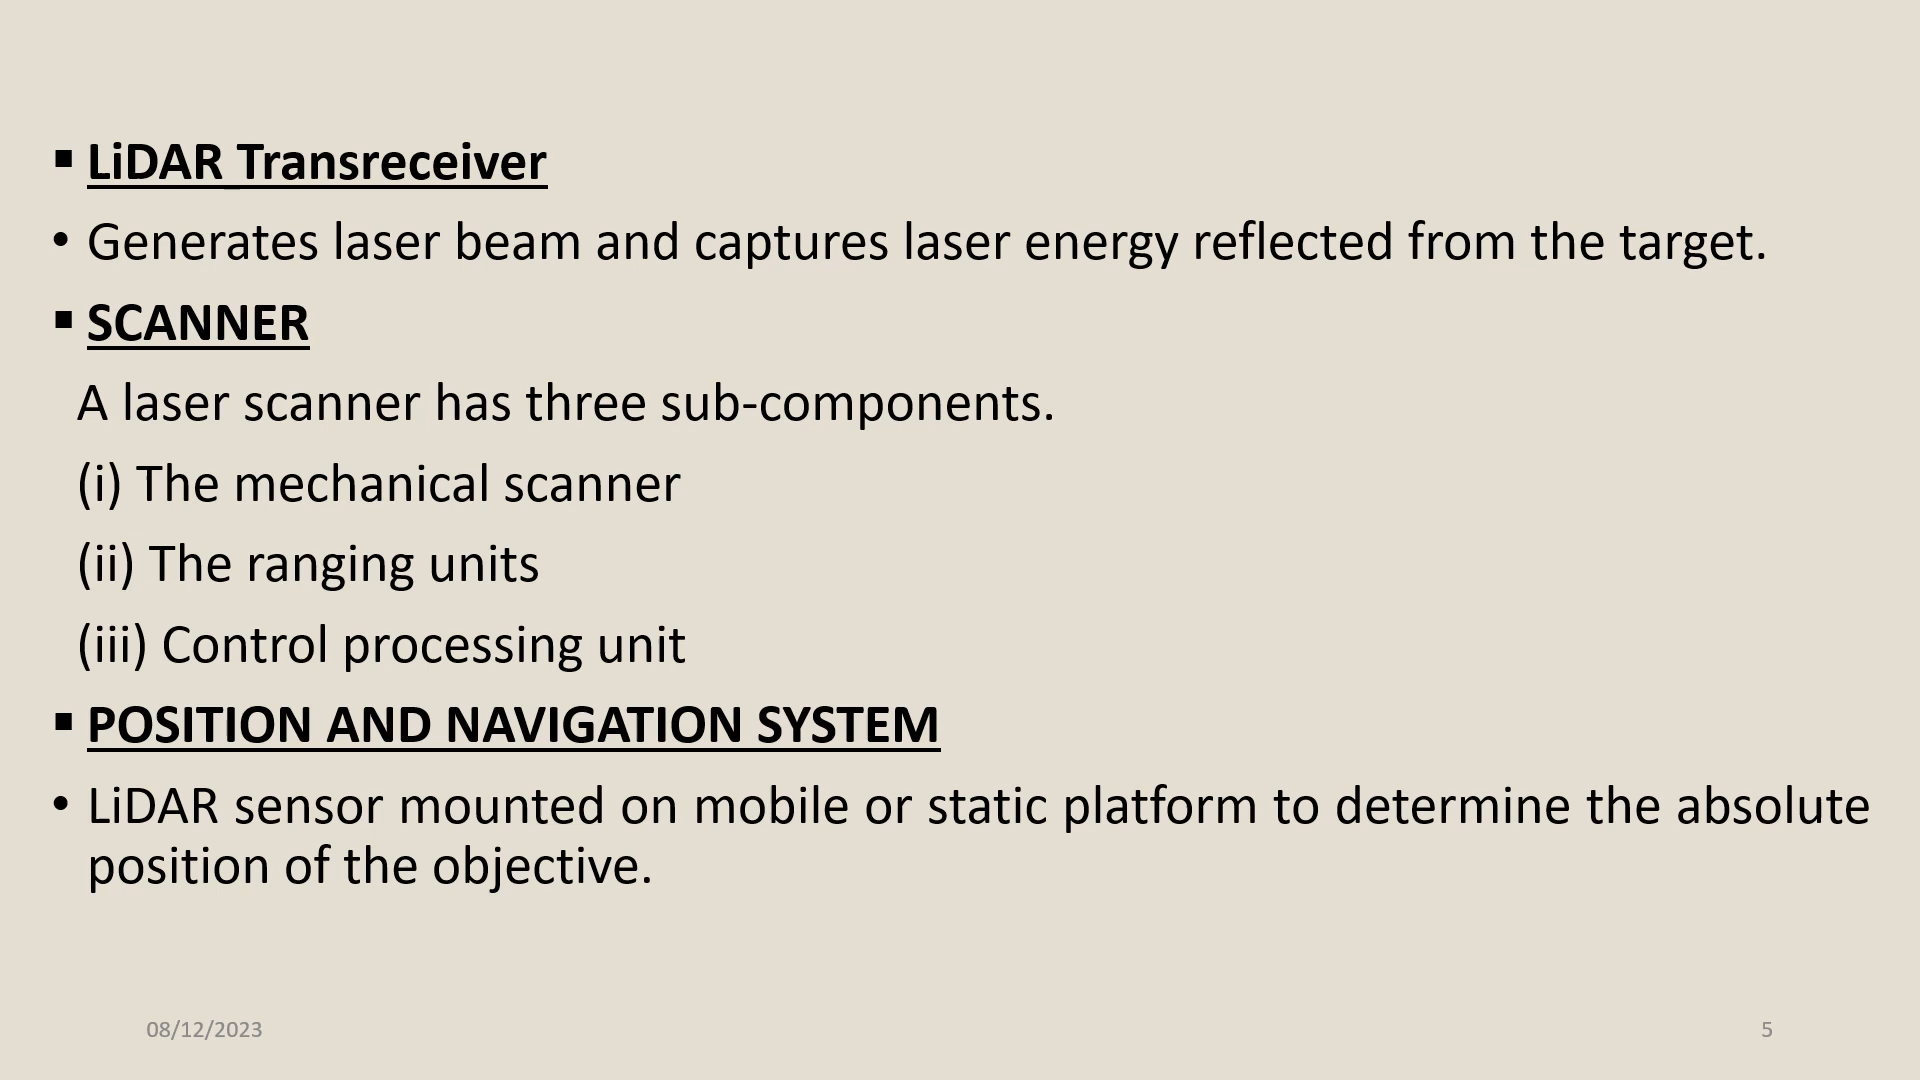 ▪ LiDAR Transreceiver
• Generates laser beam and captures laser energy reflected from the target.
▪ SCANNER
A laser scanner has three sub-components.
(i) The mechanical scanner
(ii) The ranging units
(iii) Control processing unit
▪ POSITION AND NAVIGATION SYSTEM
• LiDAR sensor mounted on mobile or static platform to determine the absolute
position of the objective.
08/12/2023
5